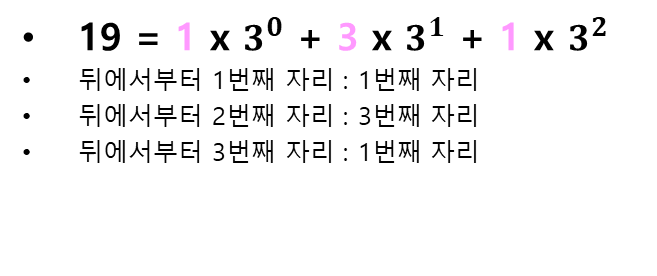 • 19 = 1 x 3⁰ + 3 x 3¹ + 1 x 3²
• 뒤에서부터 1번째 자리 : 1번째 자리
• 뒤에서부터 2번째 자리 : 3번째 자리
• 뒤에서부터 3번째 자리 : 1번째 자리